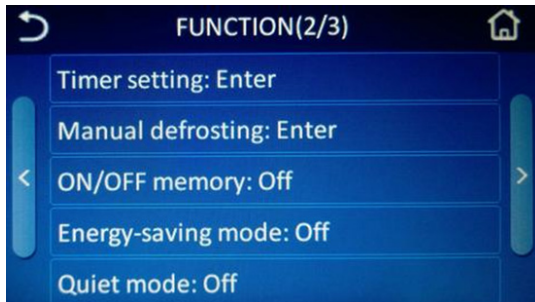 FUNCTION(2/3)
Timer setting: Enter
Manual defrosting: Enter
ON/OFF memory: Off
Energy-saving mode: Off
Quiet mode: Off